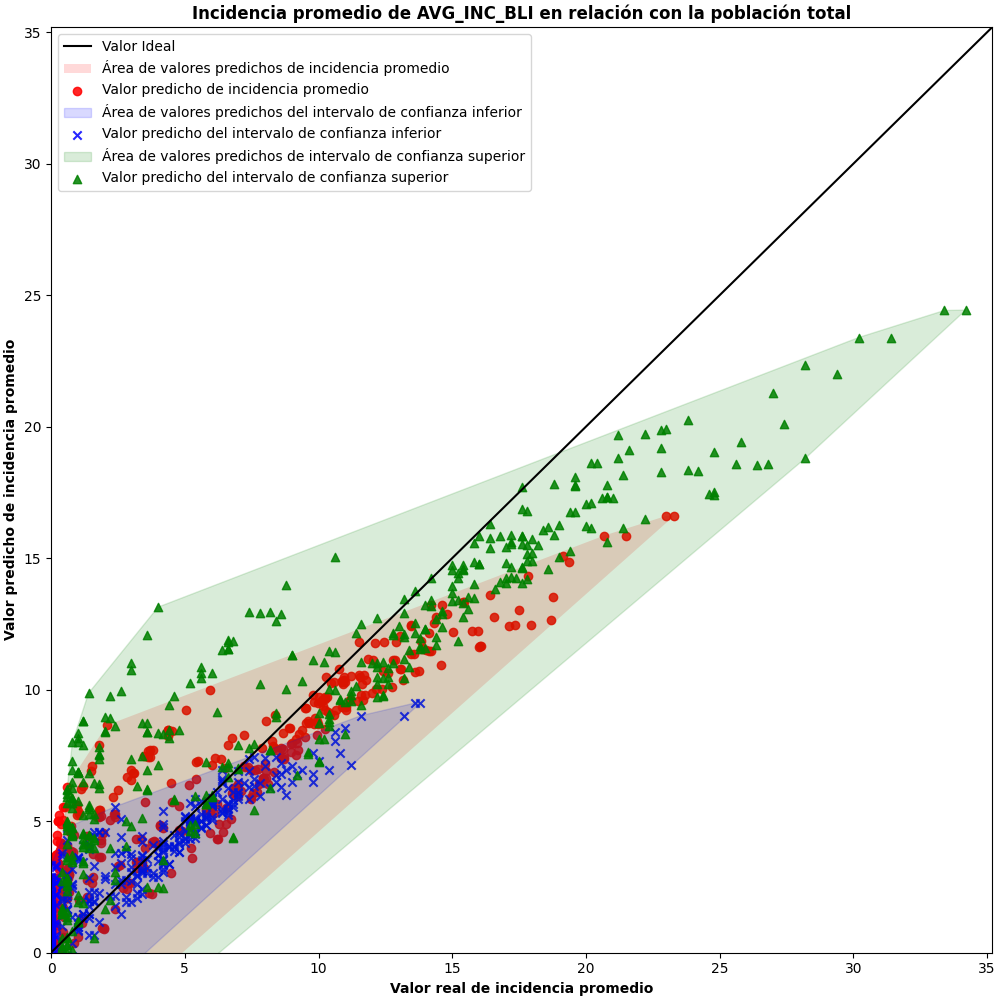 Incidencia promedio de AVG_INC_BLI en relación con la población total
Valor Ideal
Área de valores predichos de incidencia promedio
Valor predicho de incidencia promedio
Área de valores predichos del intervalo de confianza inferior
Valor predicho del intervalo de confianza inferior
Área de valores predichos de intervalo de confianza superior
Valor predicho del intervalo de confianza superior
Valor predicho de incidencia promedio
35
30
25
20
15
10
5
0
0 5 10 15 20 25 30 35
Valor real de incidencia promedio